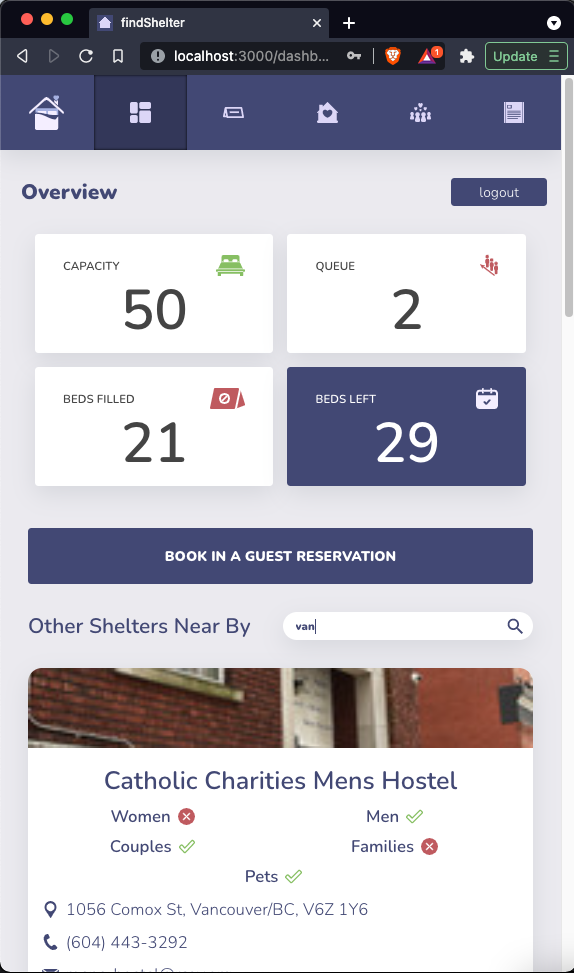 findShelter
localhost:3000/dashb...
1
Update
Overview
logout
CAPACITY
50
QUEUE
2
BEDS FILLED
21
BEDS LEFT
29
BOOK IN A GUEST RESERVATION
Other Shelters Near By
van
Catholic Charities Mens Hostel
Women
Men
Couples
Families
Pets
1056 Comox St, Vancouver/BC, V6Z 1Y6
(604) 443-3292